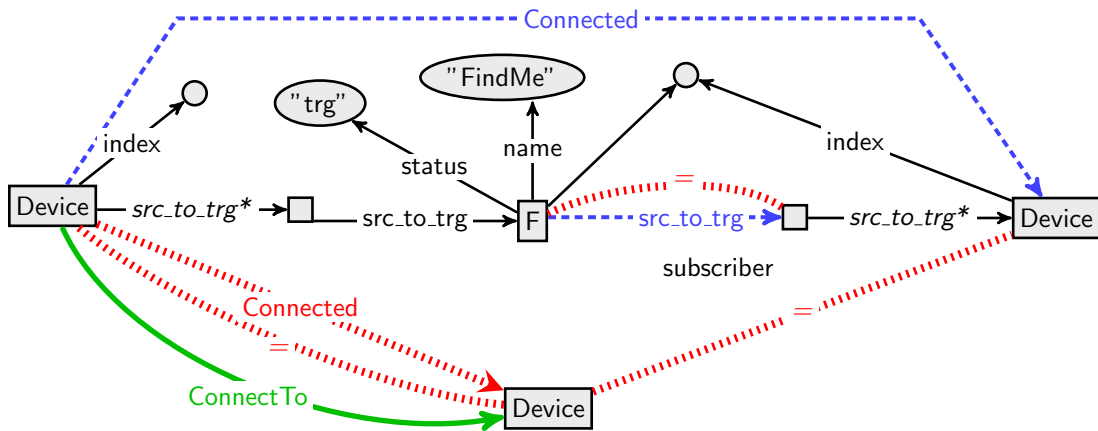 Connected
"FindMe"
"trg"
index
status
name
index
Device
src_to_trg*
src_to_trg
F
=
src_to_trg
src_to_trg*
Device
subscriber
Connected
=
=
ConnectTo
Device